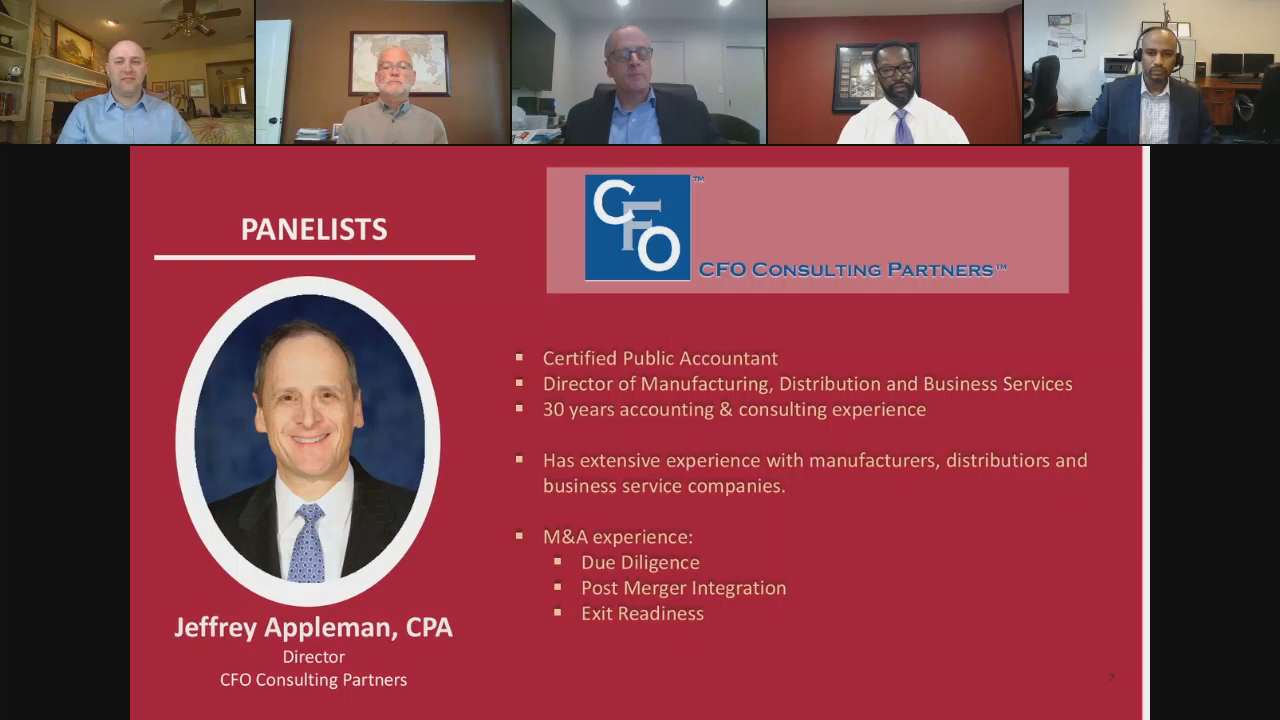 PANELISTS
CFO
™
CFO CONSULTING PARTNERS™
▪ Certified Public Accountant
▪ Director of Manufacturing, Distribution and Business Services
▪ 30 years accounting & consulting experience
▪ Has extensive experience with manufacturers, distributiors and
business service companies.
▪ M&A experience:
▪ Due Diligence
▪ Post Merger Integration
▪ Exit Readiness
Jeffrey Appleman, CPA
Director
CFO Consulting Partners
7